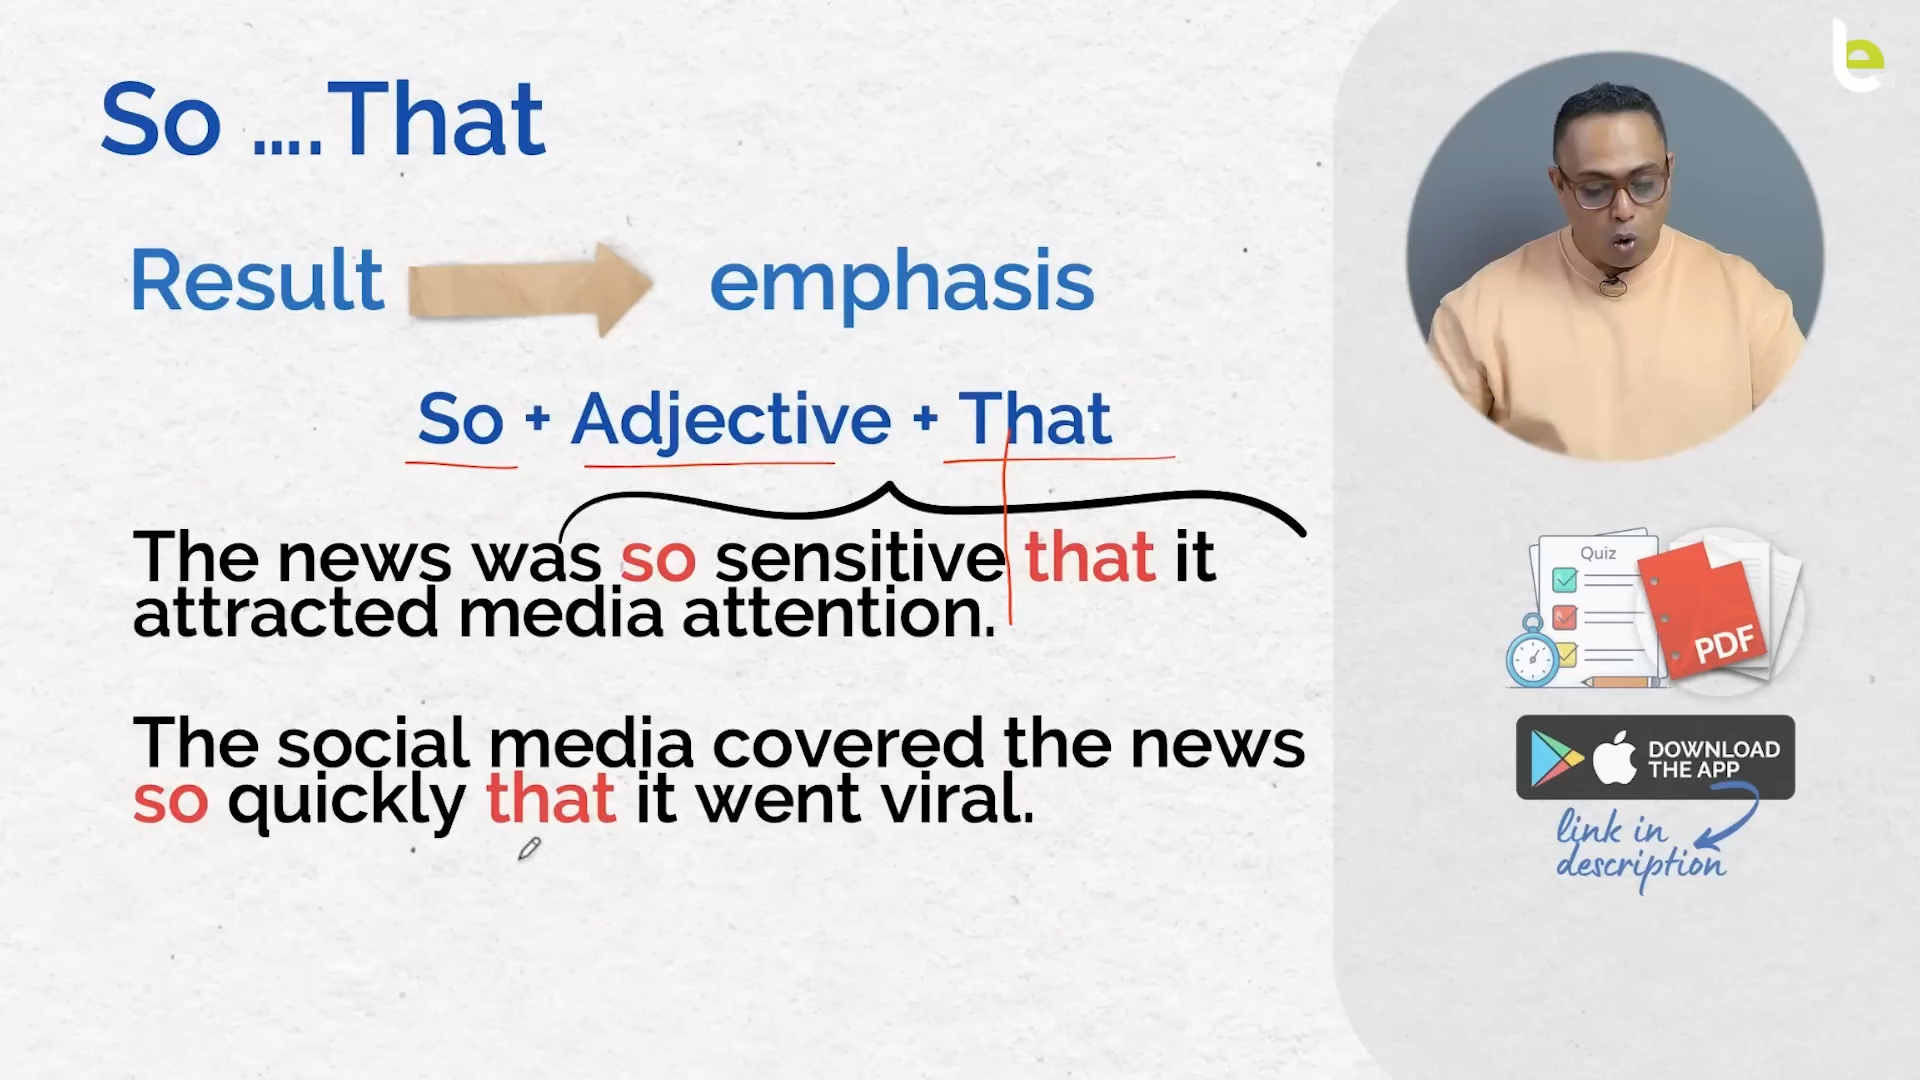 So ....That
Result
emphasis
So + Adjective + That
The news was so sensitive that it
attracted media attention.
The social media covered the news
so quickly that it went viral.
Quiz
PDF
DOWNLOAD
THE APP
link in
description